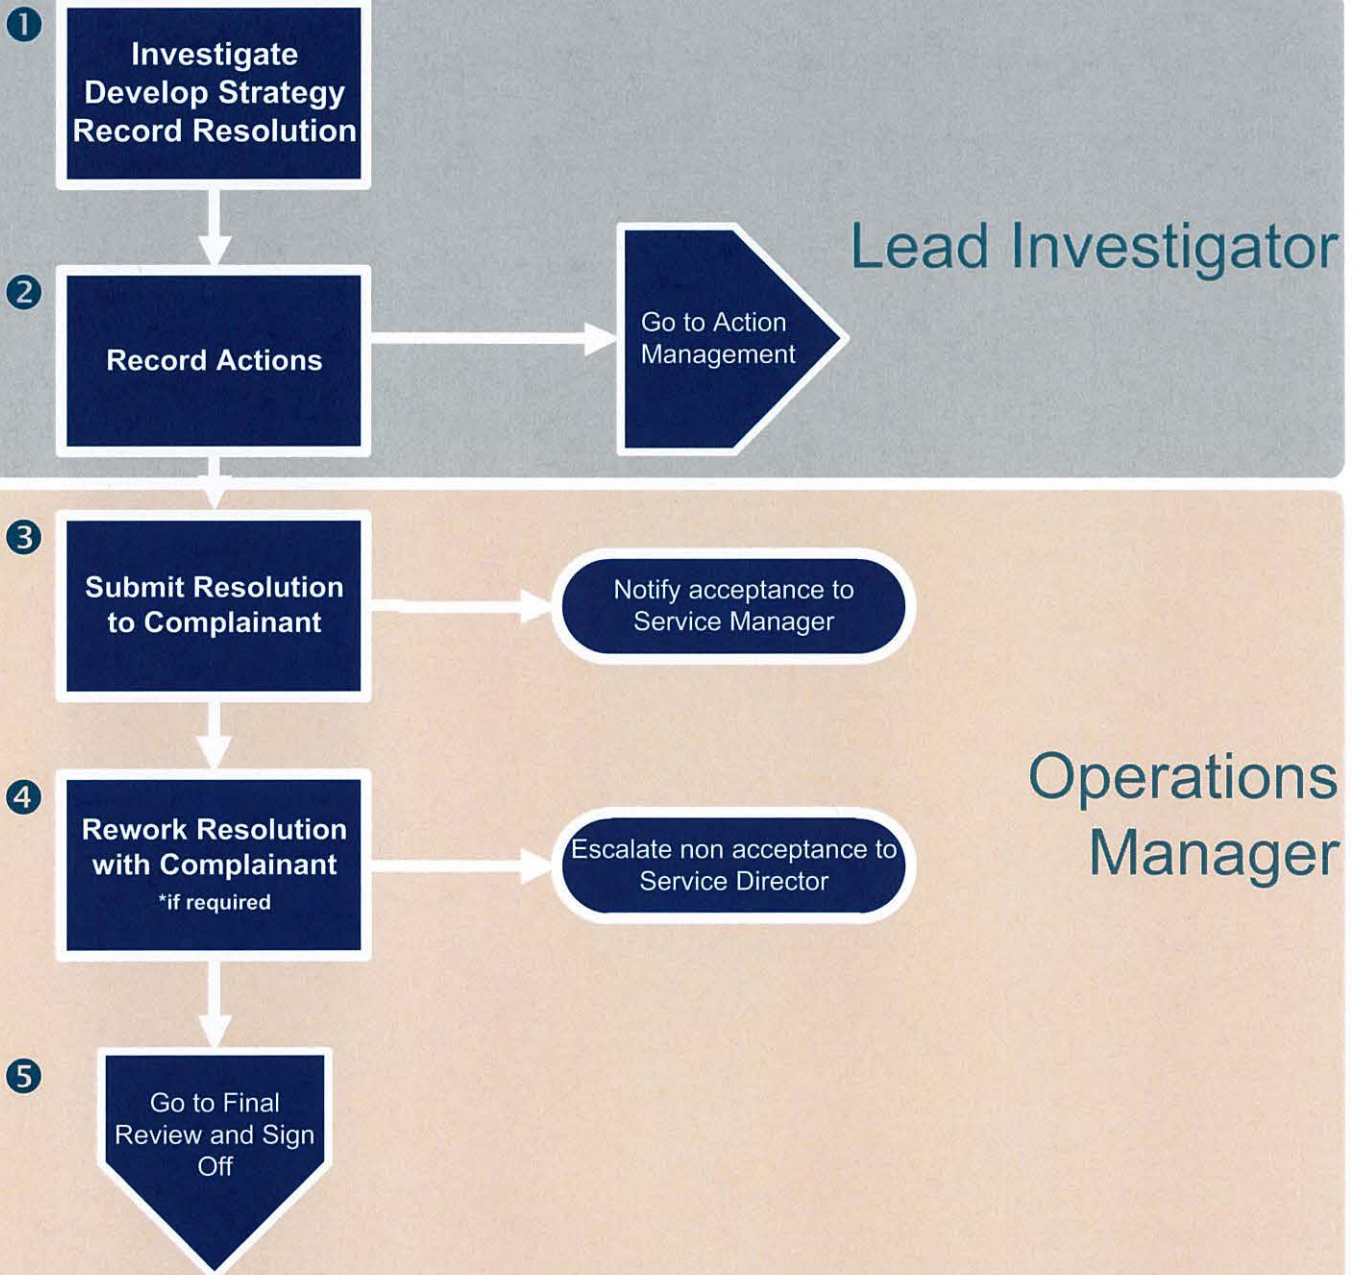 1
Investigate
Develop Strategy
Record Resolution
Lead Investigator
2
Record Actions
Go to Action
Management
3
Submit Resolution
to Complainant
Notify acceptance to
Service Manager
Operations
Manager
4
Rework Resolution
with Complainant
*if required
Escalate non acceptance to
Service Director
5
Go to Final
Review and Sign
Off